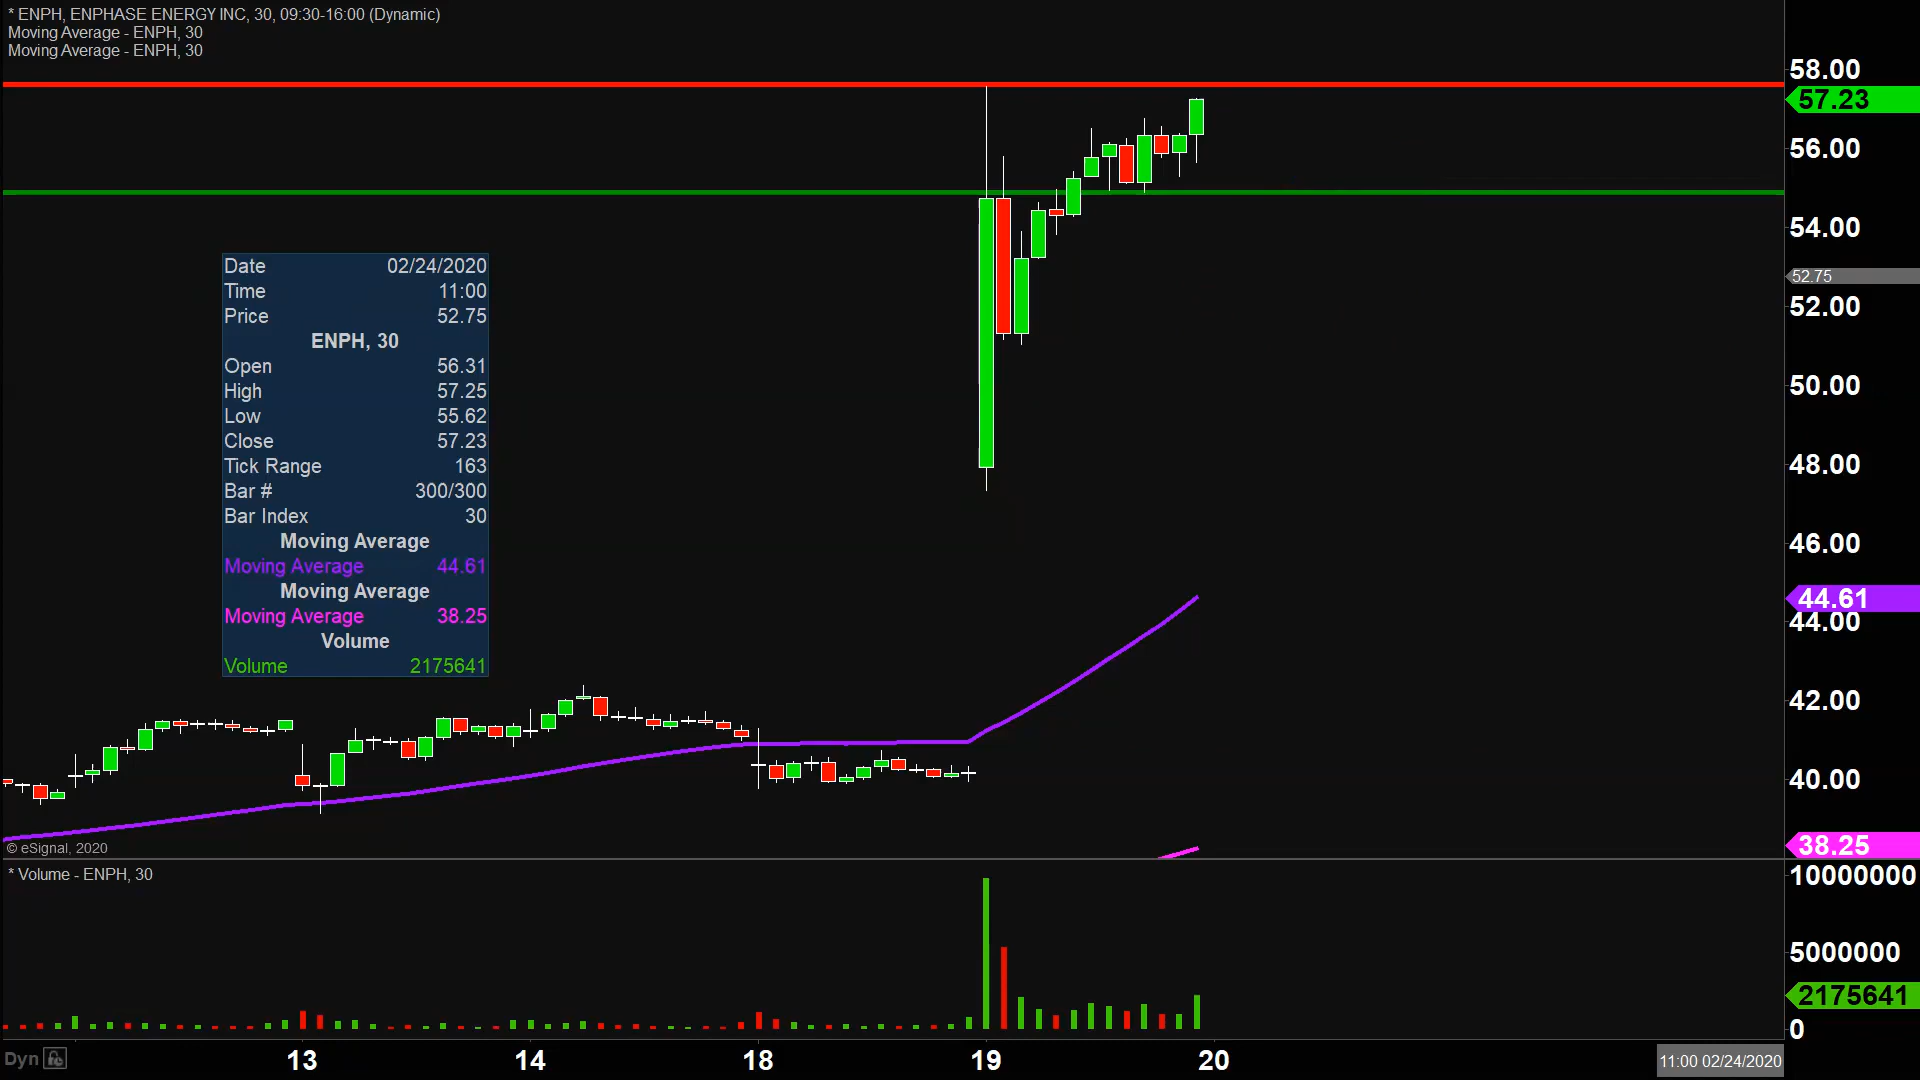 * ENPH, ENPHASE ENERGY INC, 30, 09:30-16:00 (Dynamic)
Moving Average - ENPH, 30
Moving Average - ENPH, 30
58.00
57.23
56.00
54.00
52.75
52.00
50.00
48.00
46.00
44.61
44.00
42.00
40.00
38.25
Date 02/24/2020
Time 11:00
Price 52.75
ENPH, 30
Open 56.31
High 57.25
Low 55.62
Close 57.23
Tick Range 163
Bar # 300/300
Bar Index 30
Moving Average
Moving Average 44.61
Moving Average
Moving Average 38.25
Volume
Volume 2175641
© eSignal, 2020
* Volume - ENPH, 30
10000000
5000000
2175641
0
Dyn 13 14 18 19 20 11:00 02/24/2020